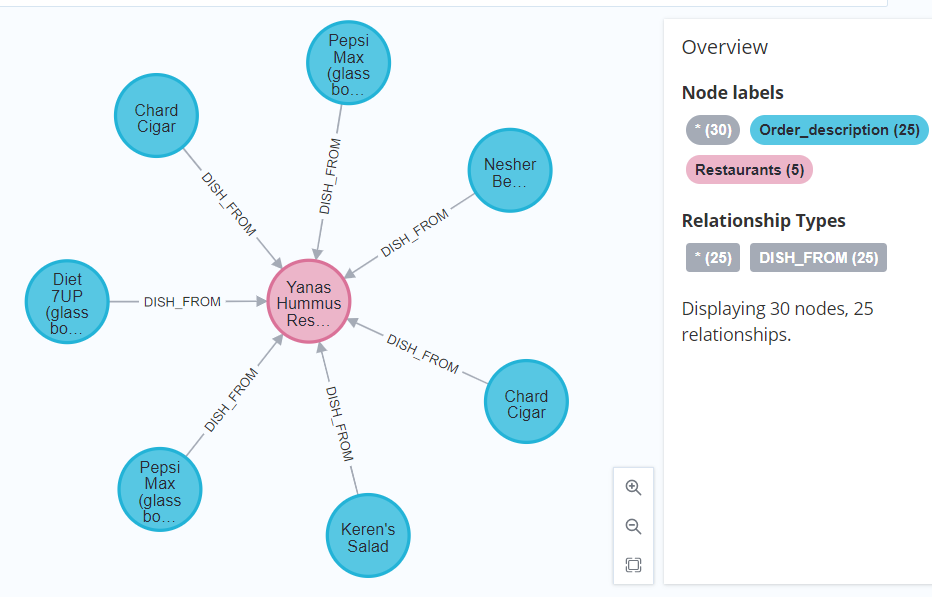 Pepsi
Max
(glass
bo...
Chard
Cigar
Nesher
Be...
DISH_FROM
DISH_FROM
DISH_FROM
Diet
7UP
(glass
bo...
DISH_FROM
Yanas
Hummus
Res...
DISH_FROM
DISH_FROM
DISH_FROM
Chard
Cigar
Pepsi
Max
(glass
bo...
Keren's
Salad
Overview
Node labels
* (30) Order_description (25)
Restaurants (5)
Relationship Types
* (25) DISH_FROM (25)
Displaying 30 nodes, 25
relationships.